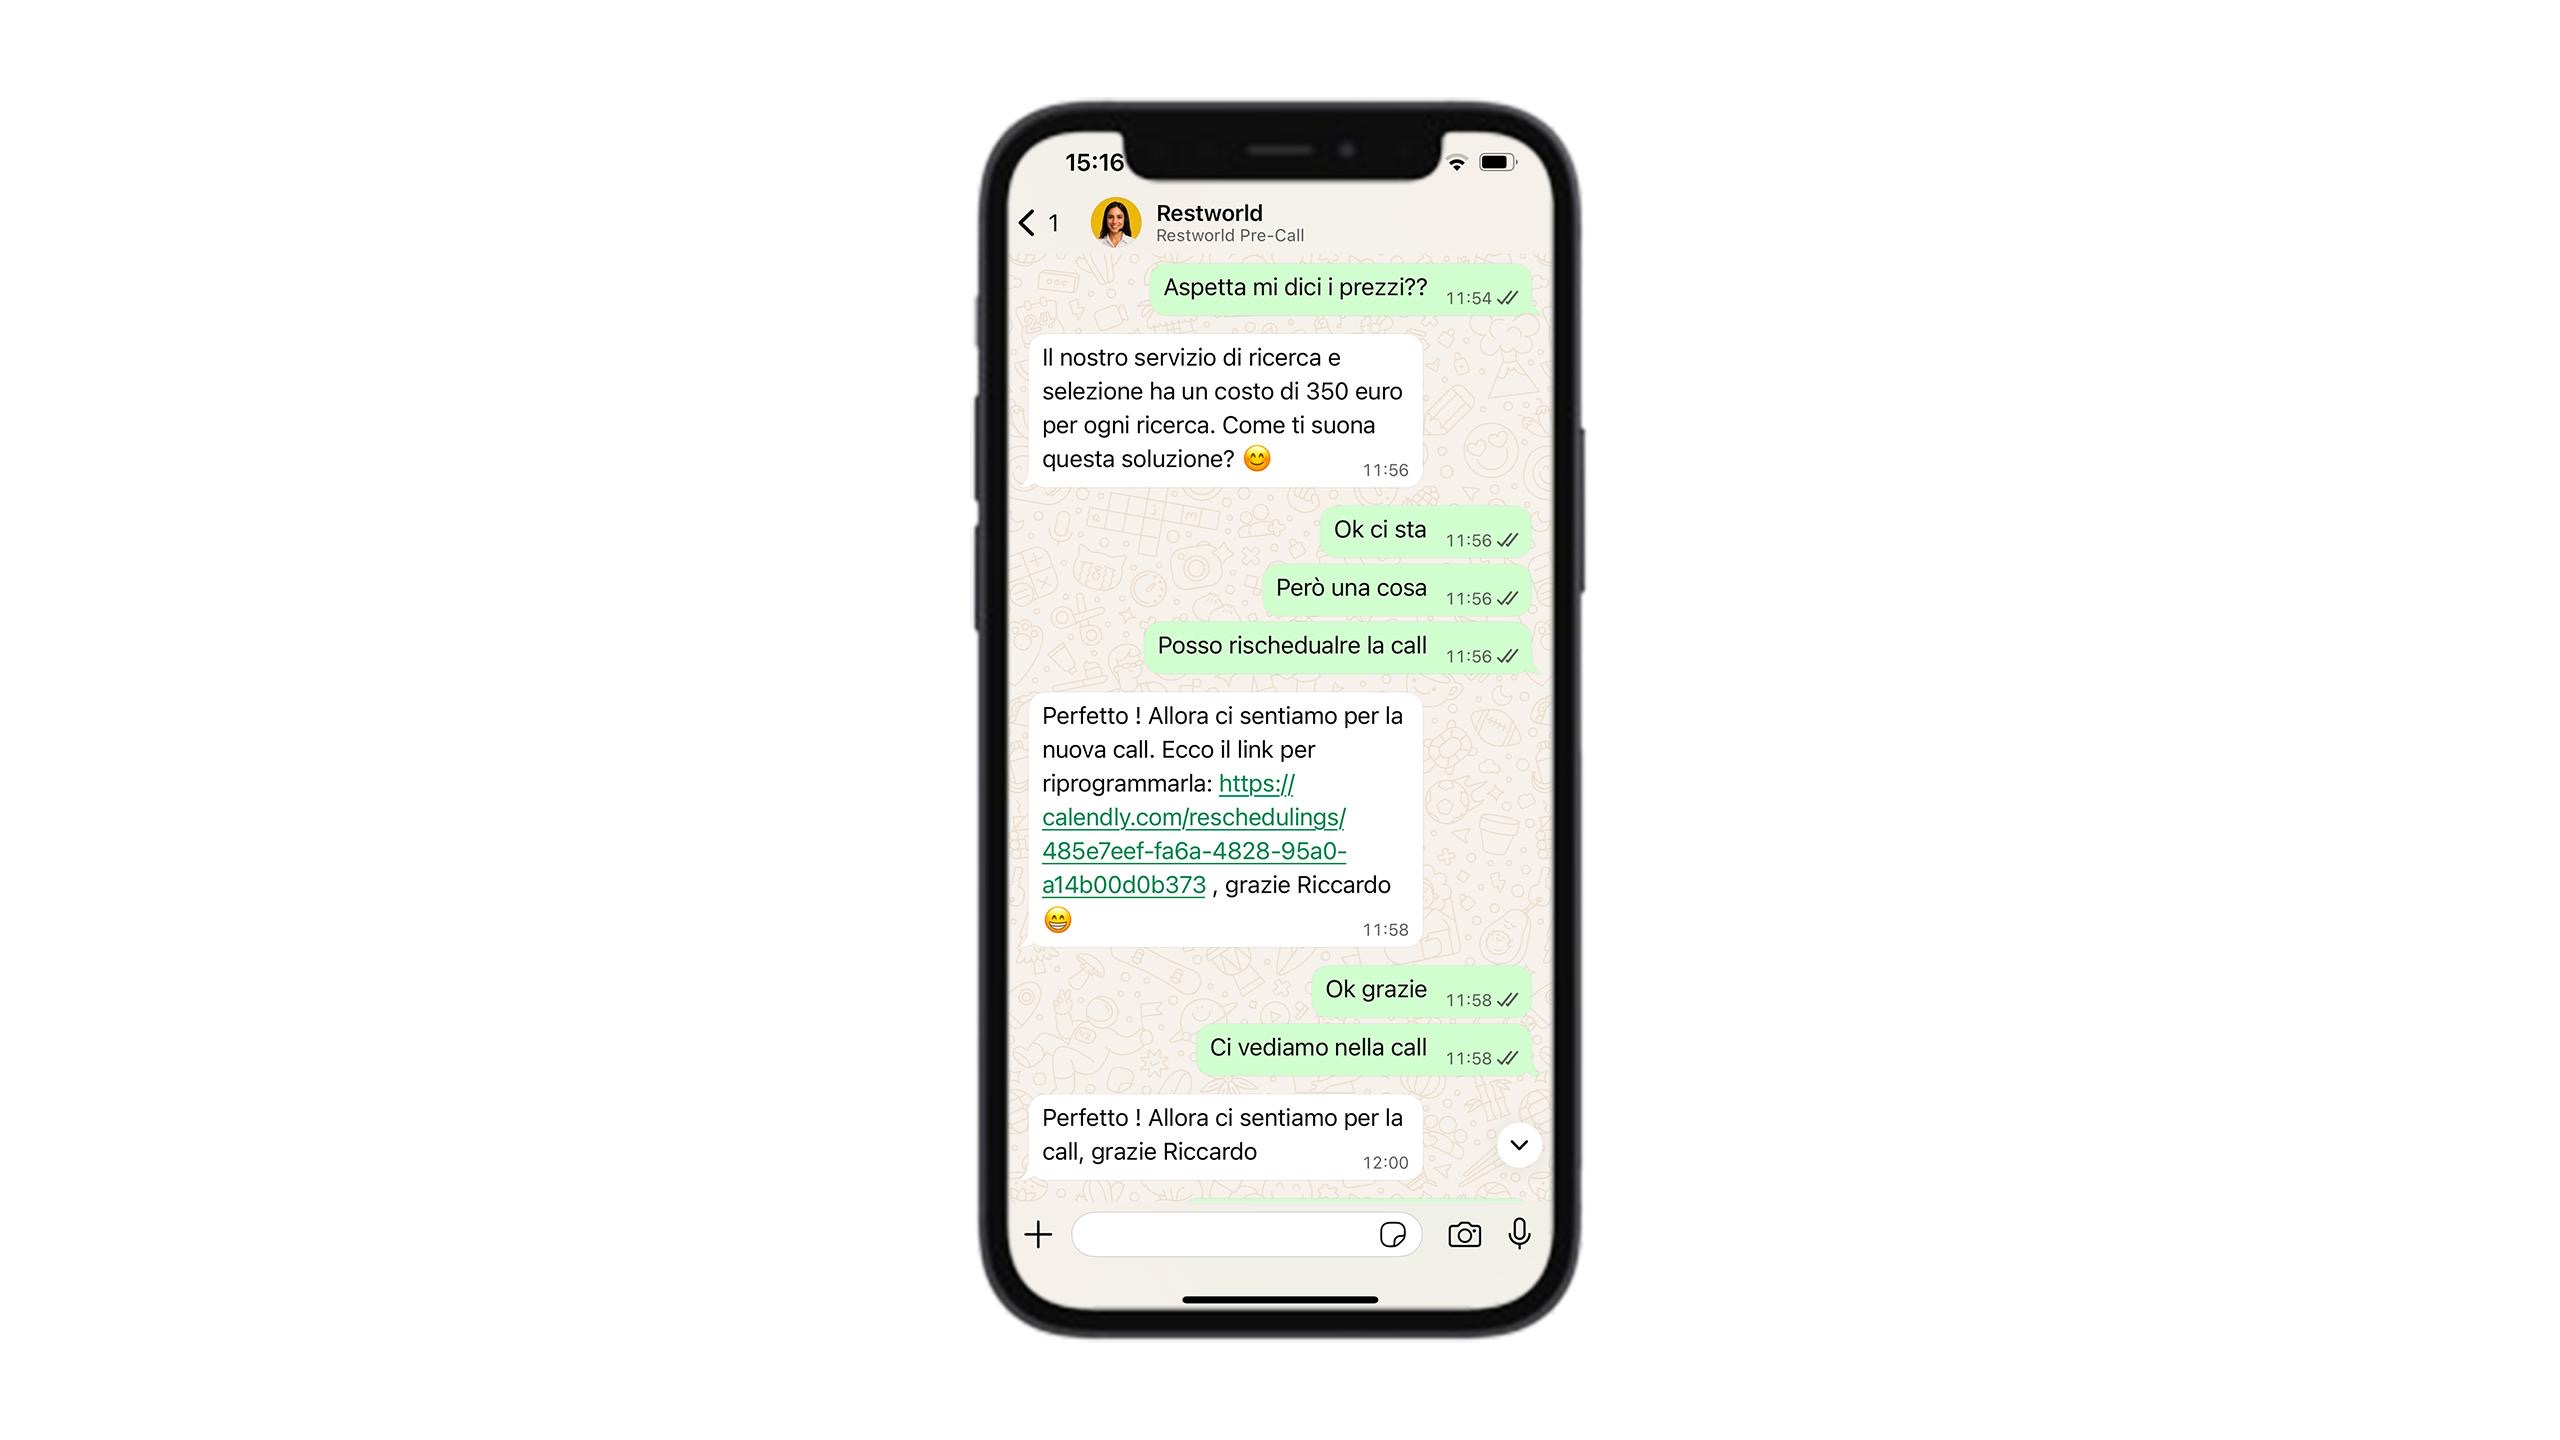 15:16
1
Restworld
Restworld Pre-Call
Aspetta mi dici i prezzi??
11:54
Il nostro servizio di ricerca e
selezione ha un costo di 350 euro
per ogni ricerca. Come ti suona
questa soluzione? 😊
11:56
Ok ci sta
11:56
Però una cosa
11:56
Posso rischedualre la call
11:56
Perfetto ! Allora ci sentiamo per la
nuova call. Ecco il link per
riprogrammarla: https://
calendly.com/reschedulings/
485e7eef-fa6a-4828-95a0-
a14b00d0b373 , grazie Riccardo
😄
11:58
Ok grazie
11:58
Ci vediamo nella call
11:58
Perfetto ! Allora ci sentiamo per la
call, grazie Riccardo
12:00